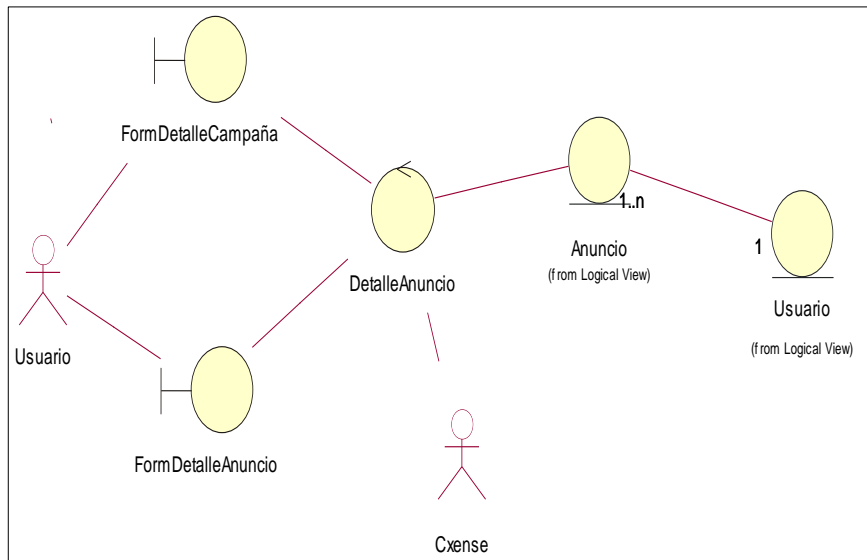 FormDetalleCampaña
1..n
Anuncio
(from Logical View)
1
DetalleAnuncio
Usuario
(from Logical View)
Usuario
FormDetalleAnuncio
Cxense